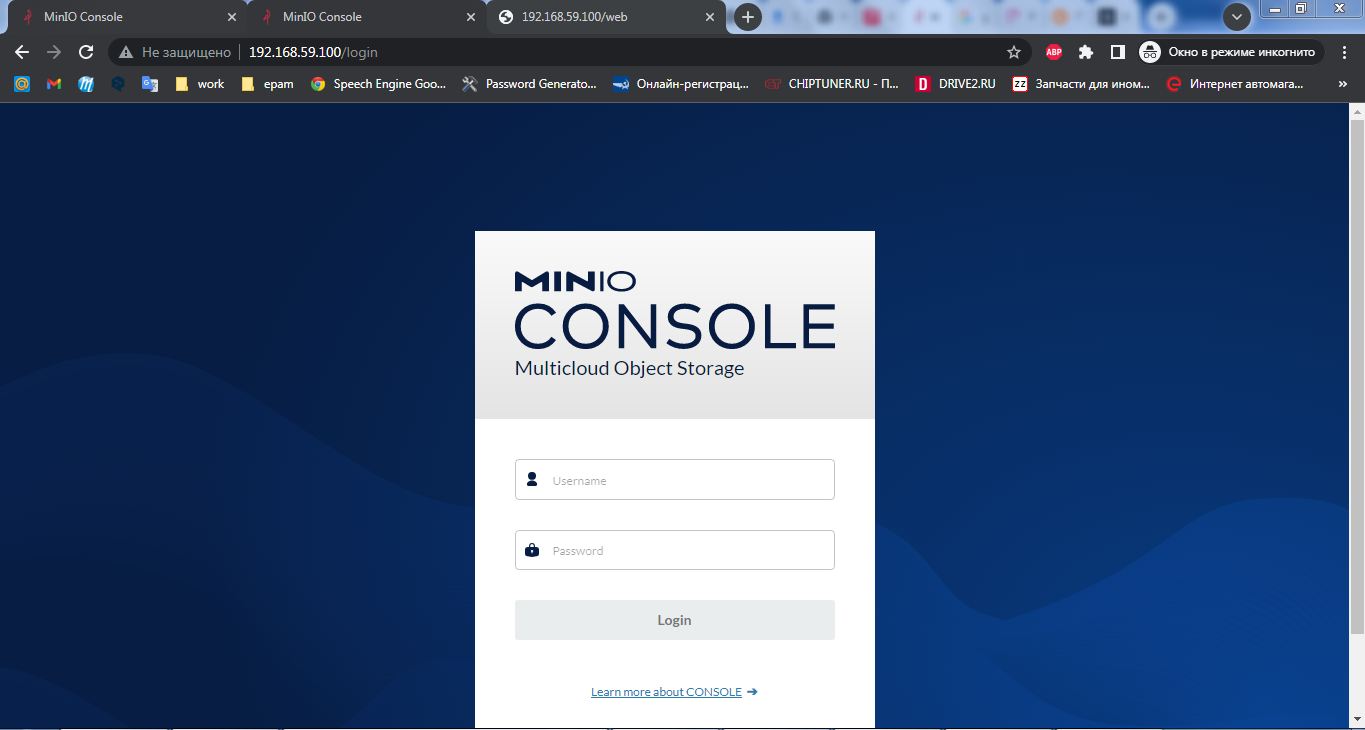 MinIO Console
MinIO Console
192.168.59.100/web
Не защищено
192.168.59.100/login
ABP
Окно в режиме инкогнито
work
epam
Speech Engine Goo...
Password Generato...
Онлайн-регистрац...
CHIPTUNER.RU - П...
D
DRIVE2.RU
ZZ
Запчасти для ином...
Интернет автомага...
»
MINIO
CONSOLE
Multicloud Object Storage
Username
Password
Login
Learn more about CONSOLE ➔